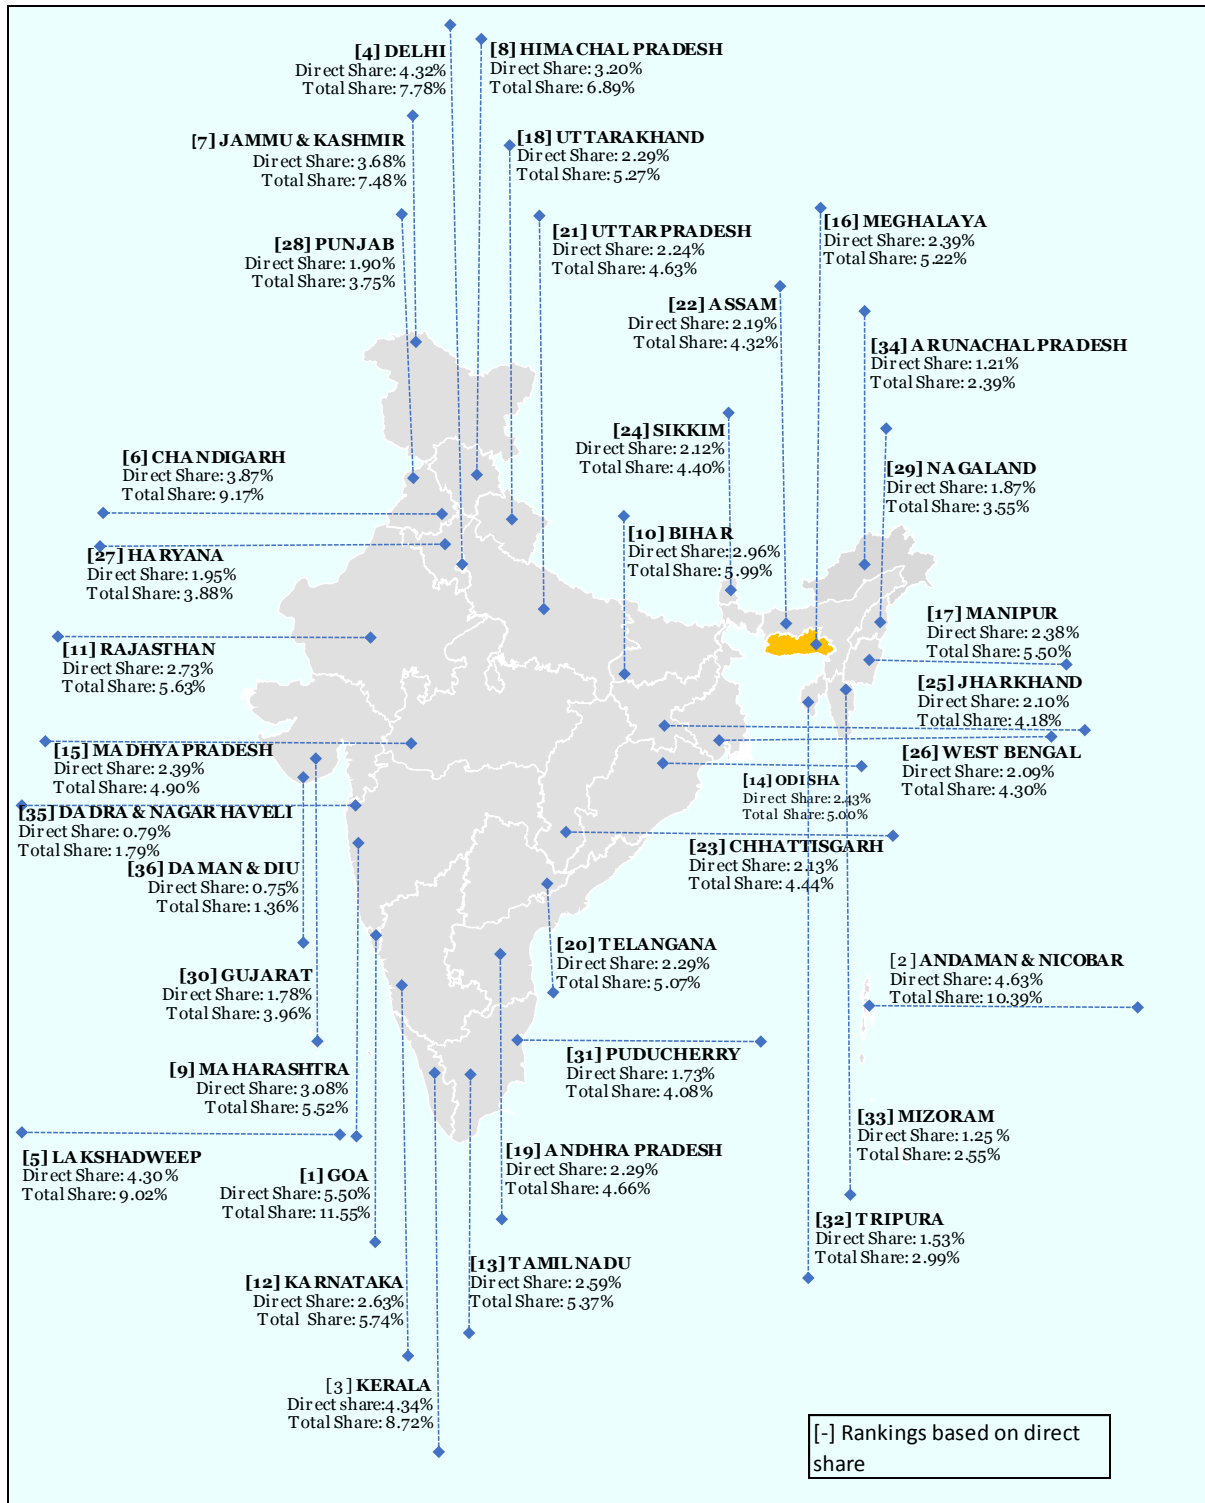 [4] DELHI
Direct Share: 4.32%
Total Share: 7.78%
[8] HIMACHAL PRADESH
Direct Share: 3.20%
Total Share: 6.89%
[7] JAMMU & KASHMIR
Direct Share: 3.68%
Total Share: 7.48%
[18] UTTARAKHAND
Direct Share: 2.29%
Total Share: 5.27%
[28] PUNJAB
Direct Share: 1.90%
Total Share: 3.75%
[21] UTTAR PRADESH
Direct Share: 2.24%
Total Share: 4.63%
[16] MEGHALAYA
Direct Share: 2.39%
Total Share: 5.22%
[22] ASSAM
Direct Share: 2.19%
Total Share: 4.32%
[34] ARUNACHAL PRADESH
Direct Share: 1.21%
Total Share: 2.39%
[24] SIKKIM
Direct Share: 2.12%
Total Share: 4.40%
[6] CHANDIGARH
Direct Share: 3.87%
Total Share: 9.17%
[29] NAGALAND
Direct Share: 1.87%
Total Share: 3.55%
[10] BIHAR
Direct Share: 2.96%
Total Share: 5.99%
[27] HARYANA
Direct Share: 1.95%
Total Share: 3.88%
[17] MANIPUR
Direct Share: 2.38%
Total Share: 5.50%
[11] RAJASTHAN
Direct Share: 2.73%
Total Share: 5.63%
[25] JHARKHAND
Direct Share: 2.10%
Total Share: 4.18%
[15] MADHYA PRADESH
Direct Share: 2.39%
Total Share: 4.90%
[26] WEST BENGAL
Direct Share: 2.09%
Total Share: 4.30%
[14] ODISHA
Direct Share: 2.43%
Total Share: 5.00%
[35] DADRA & NAGAR HAVELI
Direct Share: 0.79%
Total Share: 1.79%
[23] CHHATTISGARH
Direct Share: 2.13%
Total Share: 4.44%
[36] DAMAN & DIU
Direct Share: 0.75%
Total Share: 1.36%
[20] TELANGANA
Direct Share: 2.29%
Total Share: 5.07%
[2] ANDAMAN & NICOBAR
Direct Share: 4.63%
Total Share: 10.39%
[30] GUJARAT
Direct Share: 1.78%
Total Share: 3.96%
[31] PUDUCHERRY
Direct Share: 1.73%
Total Share: 4.08%
[9] MAHARASHTRA
Direct Share: 3.08%
Total Share: 5.52%
[33] MIZORAM
Direct Share: 1.25 %
Total Share: 2.55%
[5] LAKSHADWEEP
Direct Share: 4.30%
Total Share: 9.02%
[19] ANDHRA PRADESH
Direct Share: 2.29%
Total Share: 4.66%
[1] GOA
Direct Share: 5.50%
Total Share: 11.55%
[32] TRIPURA
Direct Share: 1.53%
Total Share: 2.99%
[13] TAMIL NADU
Direct Share: 2.59%
Total Share: 5.37%
[12] KARNATAKA
Direct Share: 2.63%
Total Share: 5.74%
[3] KERALA
Direct share:4.34%
Total Share: 8.72%
[-] Rankings based on direct
share